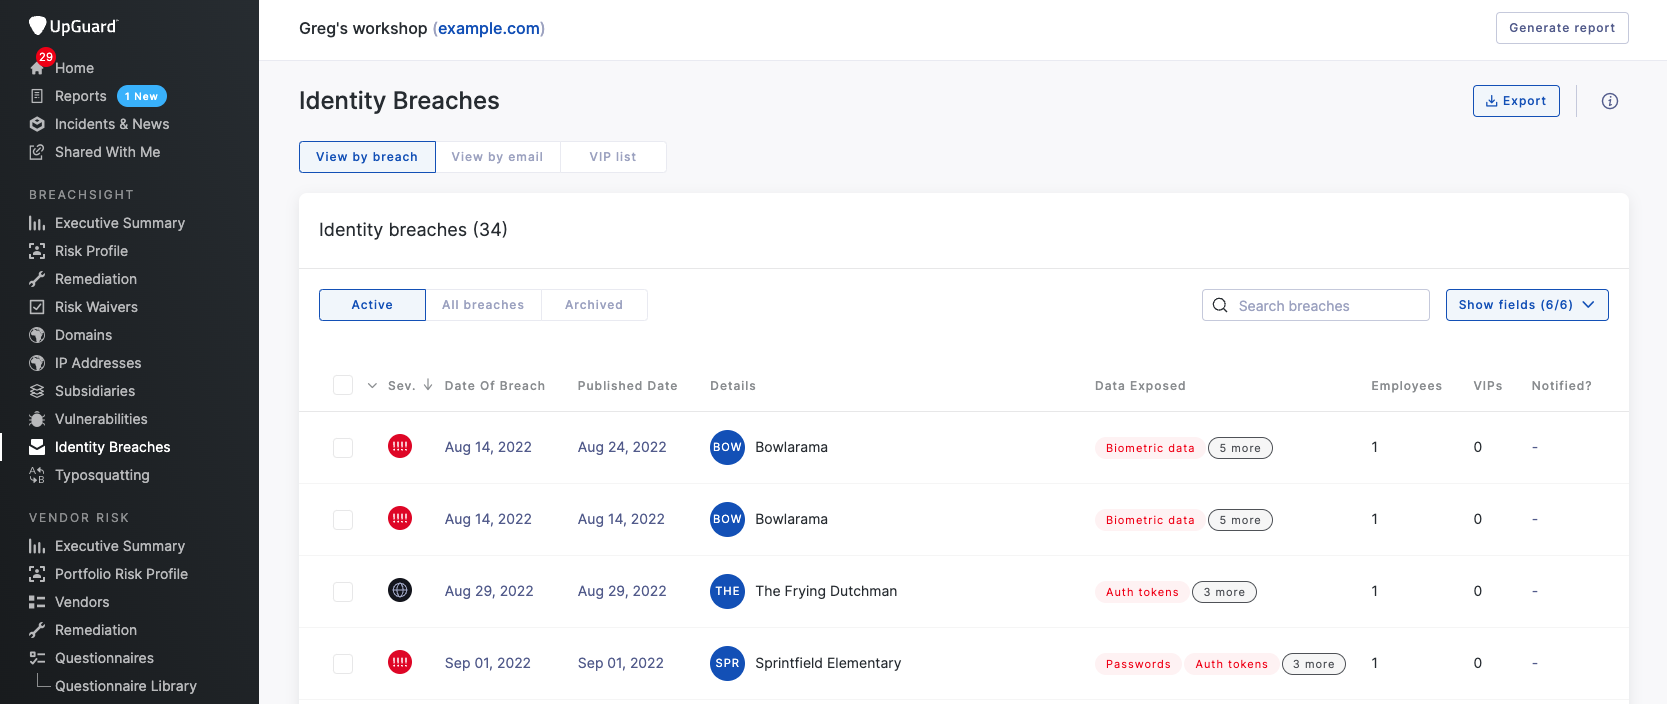 UpGuard
29
Home
Reports 1 New
Incidents & News
Shared With Me
BREACHSIGHT
Executive Summary
Risk Profile
Remediation
Risk Waivers
Domains
IP Addresses
Subsidiaries
Vulnerabilities
Identity Breaches
Typosquatting
VENDOR RISK
Executive Summary
Portfolio Risk Profile
Vendors
Remediation
Questionnaires
Questionnaire Library
Greg's workshop (example.com)
Generate report
Identity Breaches
Export
View by breach View by email VIP list
Identity breaches (34)
Active All breaches Archived
Search breaches
Show fields (6/6)
Sev. Date Of Breach Published Date Details Data Exposed Employees VIPs Notified?
!!!! Aug 14, 2022 Aug 24, 2022 BOW Bowlarama Biometric data 5 more 1 0 -
!!!! Aug 14, 2022 Aug 14, 2022 BOW Bowlarama Biometric data 5 more 1 0 -
Aug 29, 2022 Aug 29, 2022 THE The Frying Dutchman Auth tokens 3 more 1 0 -
!!!! Sep 01, 2022 Sep 01, 2022 SPR Sprintfield Elementary Passwords Auth tokens 3 more 1 0 -